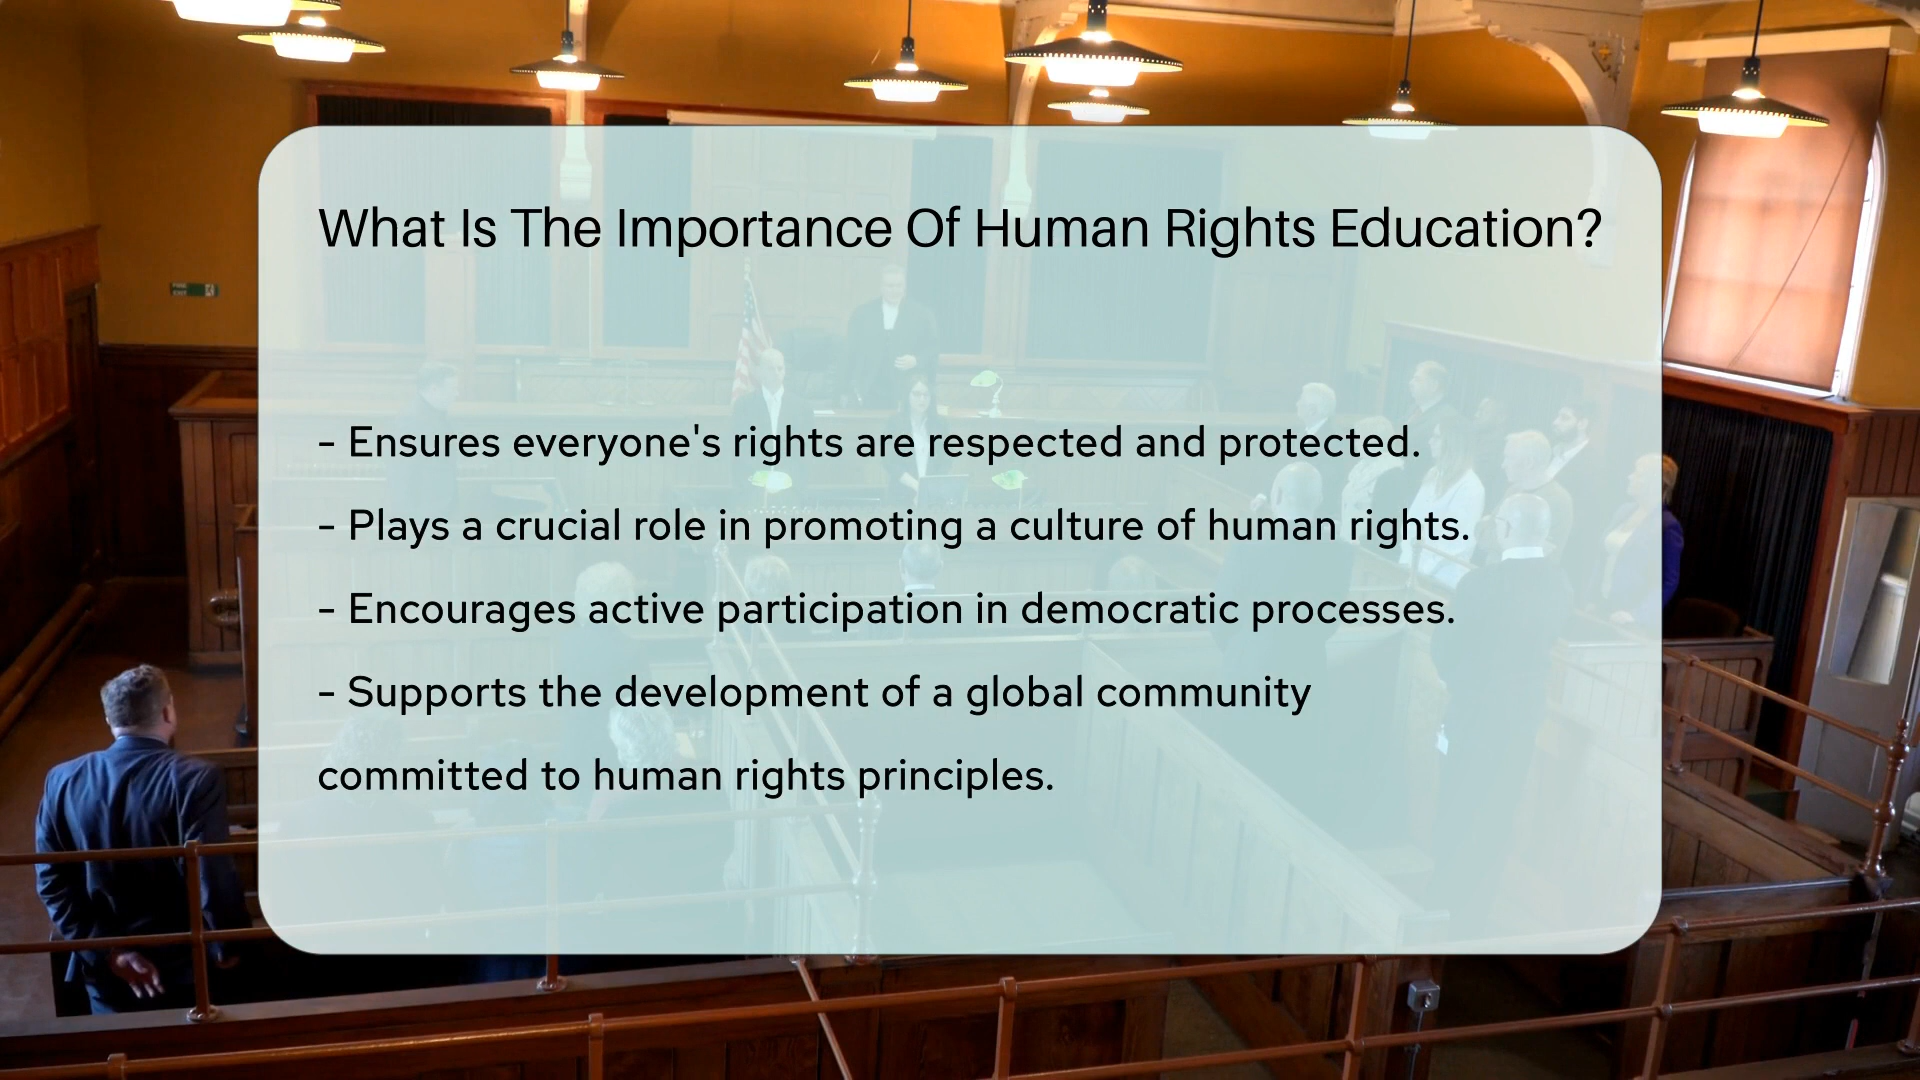 What Is The Importance Of Human Rights Education?
- Ensures everyone's rights are respected and protected.
- Plays a crucial role in promoting a culture of human rights.
- Encourages active participation in democratic processes.
- Supports the development of a global community
committed to human rights principles.